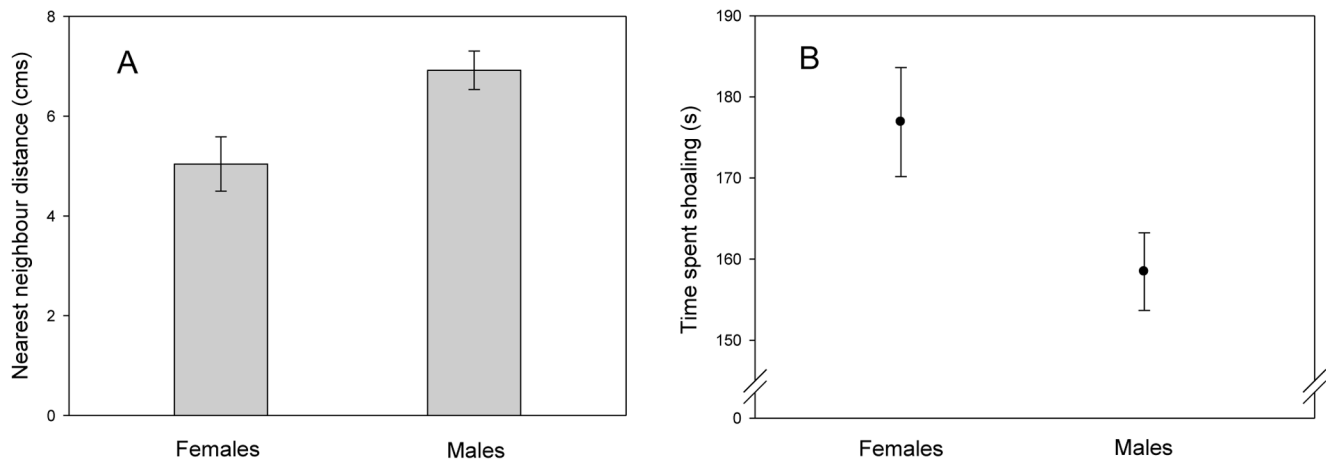 A
Nearest neighbour distance (cms)
8
6
4
2
0
Females Males
B
Time spent shoaling (s)
190
180
170
160
150
0
Females Males